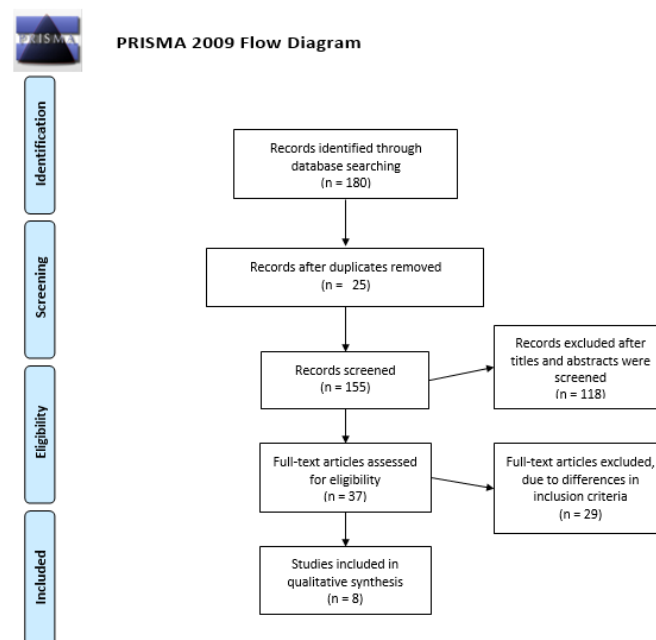 PRISMA
PRISMA 2009 Flow Diagram
Identification
Records identified through
database searching
(n = 180)
Screening
Records after duplicates removed
(n = 25)
Records screened
(n = 155)
Records excluded after
titles and abstracts were
screened
(n = 118)
Eligibility
Full-text articles assessed
for eligibility
(n = 37)
Full-text articles excluded,
due to differences in
inclusion criteria
(n = 29)
Included
Studies included in
qualitative synthesis
(n = 8)